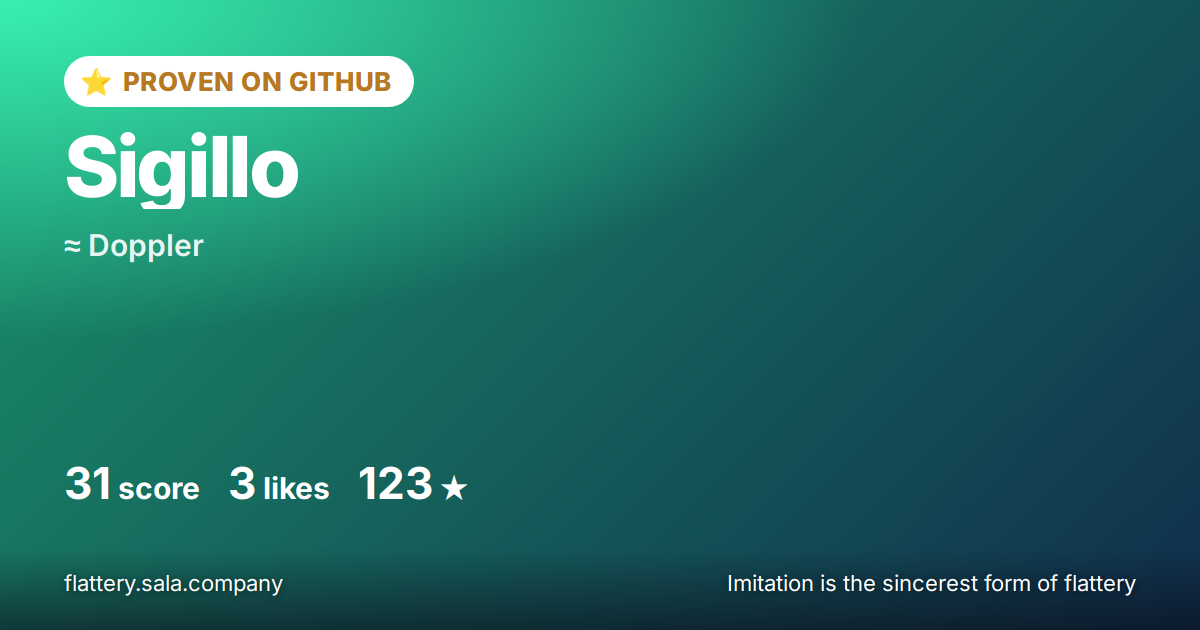 ⭐ PROVEN ON GITHUB
Sigillo
≈ Doppler
31 score 3 likes 123 ★
flattery.sala.company
Imitation is the sincerest form of flattery